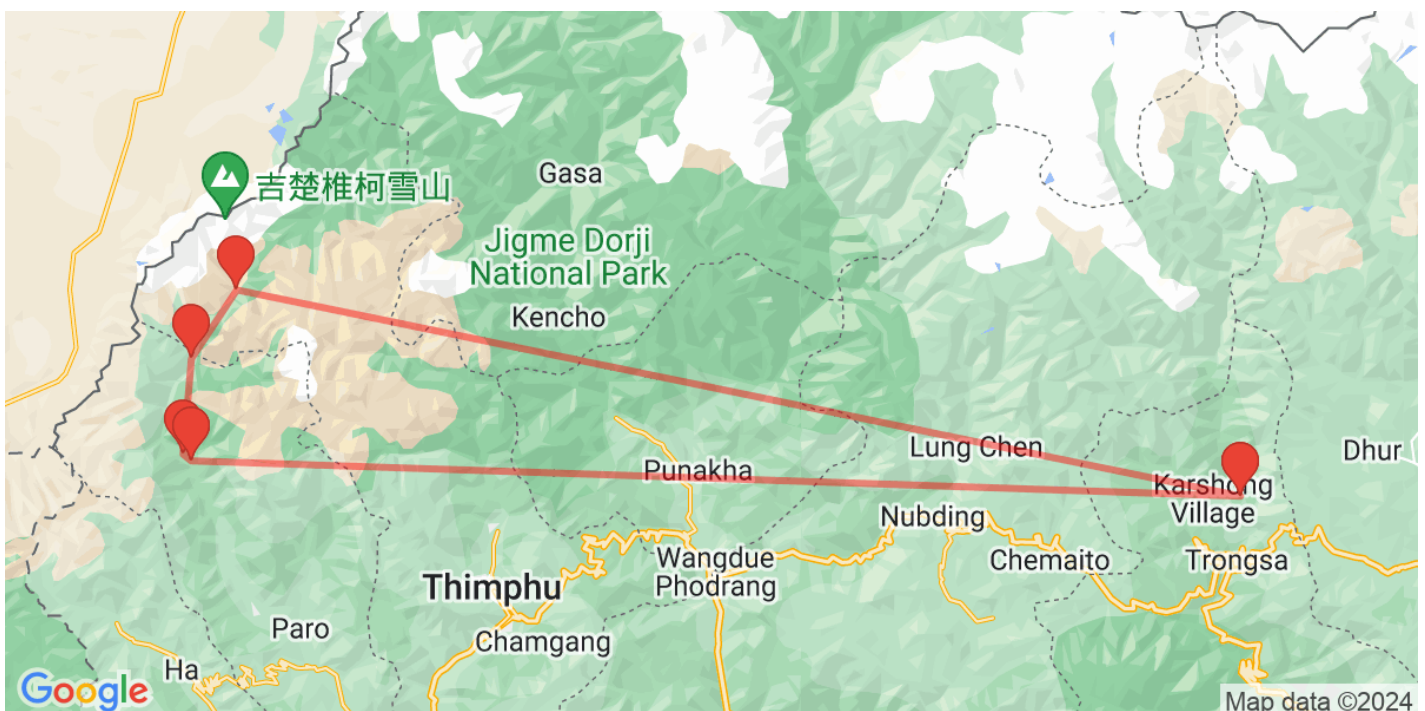 Gasa
吉楚椎柯雪山
Jigme Dorji
National Park
Kencho
Lung Chen
Dhur
Punakha
Karshong
Village
Nubding
Wangdue
Phodrang
Chemaito
Trongsa
Thimphu
Paro
Chamgang
Ha
Google
Map data ©2024